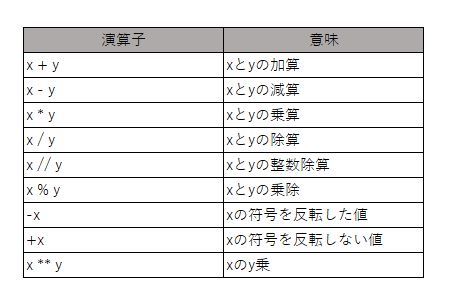 演算子 意味
x + y xとyの加算
x - y xとyの減算
x * y xとyの乗算
x / y xとyの除算
x // y xとyの整数除算
x % y xとyの乗除
-x xの符号を反転した値
+x xの符号を反転しない値
x ** y xのy乗